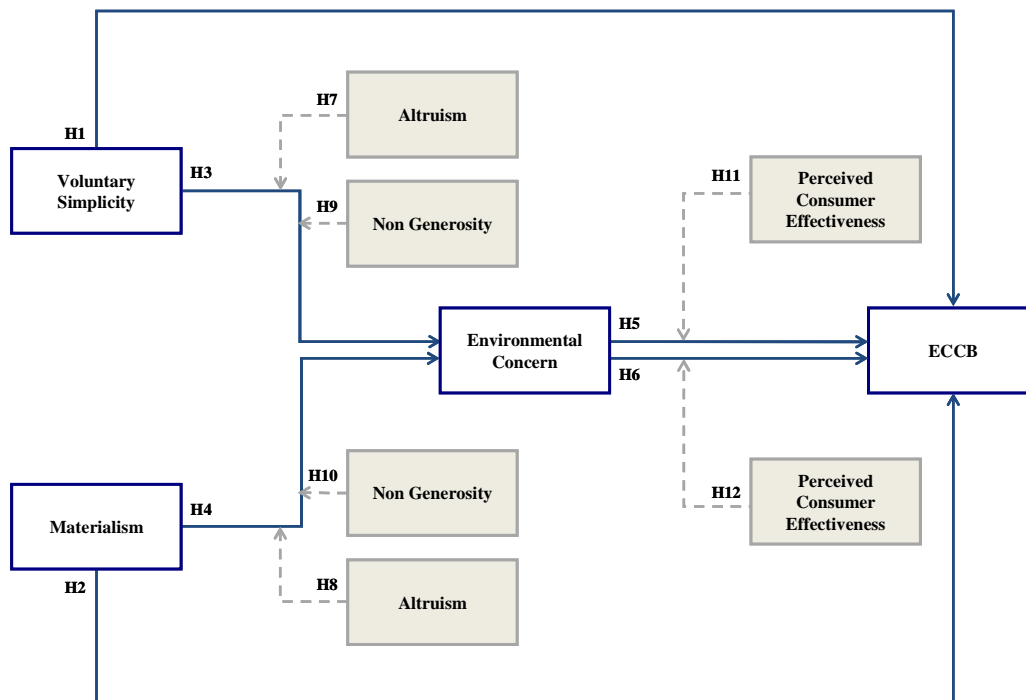 H1
Voluntary
Simplicity
H3
H7
Altruism
H9
Non Generosity
H11
Perceived
Consumer
Effectiveness
Environmental
Concern
H5
H6
ECCB
H10
Non Generosity
H4
Materialism
H2
H8
Altruism
H12
Perceived
Consumer
Effectiveness